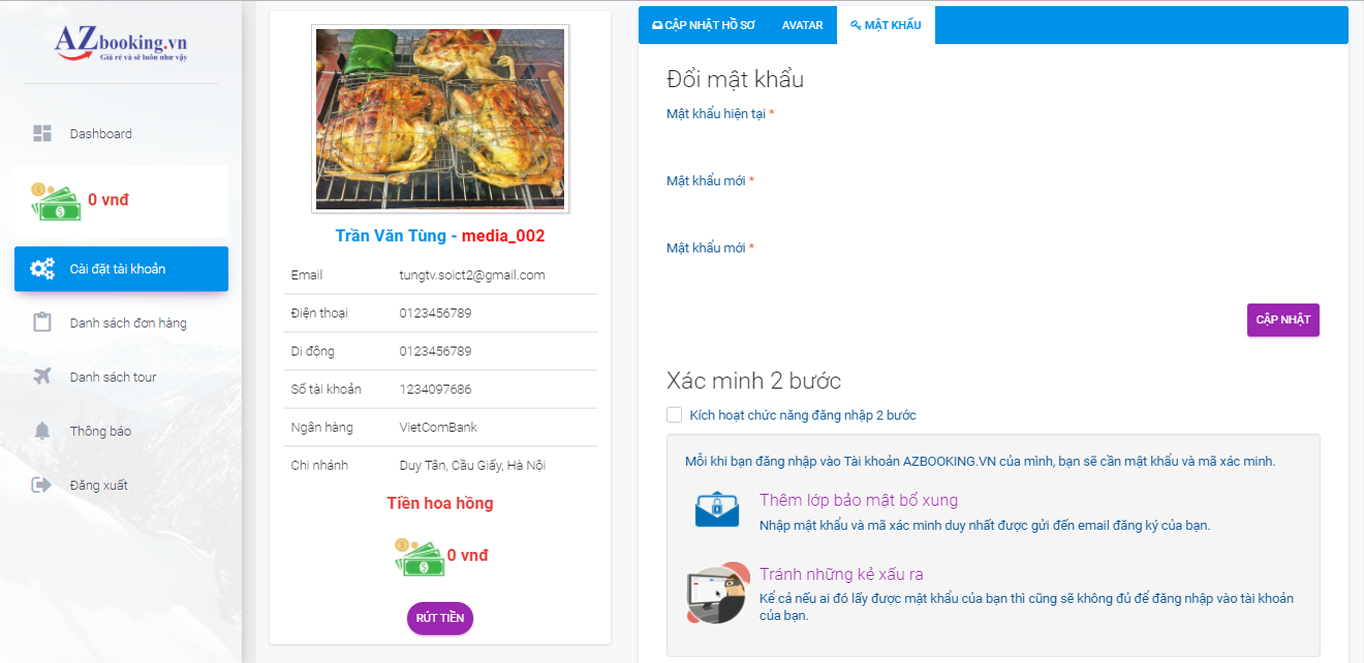 AZbooking.vn
Giá rẻ và sẽ luôn như vậy
Dashboard
0 vnđ
Cài đặt tài khoản
Danh sách đơn hàng
Danh sách tour
Thông báo
Đăng xuất
Trần Văn Tùng - media_002
Email tungtv.soict2@gmail.com
Điện thoại 0123456789
Di động 0123456789
Số tài khoản 1234097686
Ngân hàng VietComBank
Chi nhánh Duy Tân, Cầu Giấy, Hà Nội
Tiền hoa hồng
0 vnđ
RÚT TIỀN
CẬP NHẬT HỒ SƠ AVATAR MẬT KHẨU
Đổi mật khẩu
Mật khẩu hiện tại *
Mật khẩu mới *
Mật khẩu mới *
CẬP NHẬT
Xác minh 2 bước
Kích hoạt chức năng đăng nhập 2 bước
Mỗi khi bạn đăng nhập vào Tài khoản AZBOOKING.VN của mình, bạn sẽ cần mật khẩu và mã xác minh.
Thêm lớp bảo mật bổ xung
Nhập mật khẩu và mã xác minh duy nhất được gửi đến email đăng ký của bạn.
Tránh những kẻ xấu ra
Kể cả nếu ai đó lấy được mật khẩu của bạn thì cũng sẽ không đủ để đăng nhập vào tài khoản
của bạn.